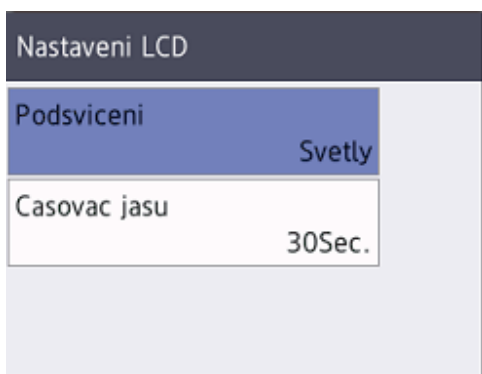 Nastaveni LCD
Podsviceni
Svetly
Casovac jasu
30Sec.